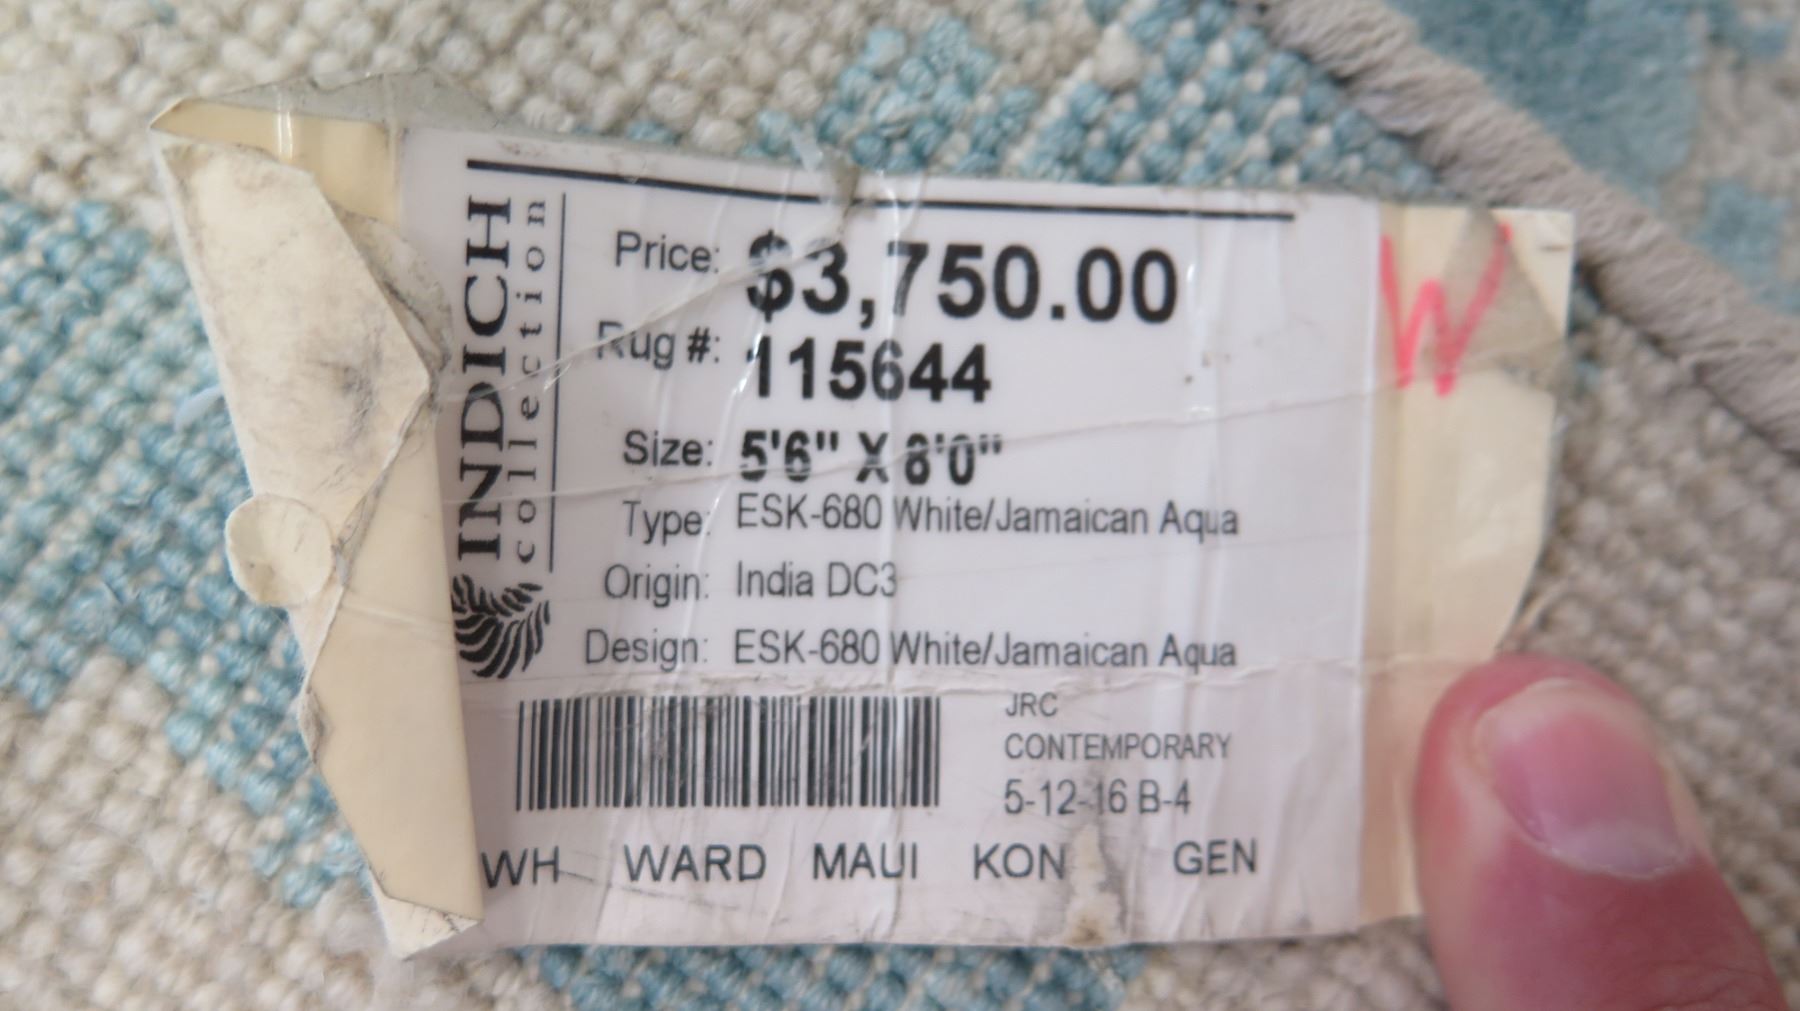 INDICH
collection
Price: $3,750.00
Rug #: 115644
Size: 5'6" X 8'0"
Type: ESK-680 White/Jamaican Aqua
Origin: India DC3
Design: ESK-680 White/Jamaican Aqua
JRC
CONTEMPORARY
5-12-16 B-4
WH WARD MAUI KON GEN
W